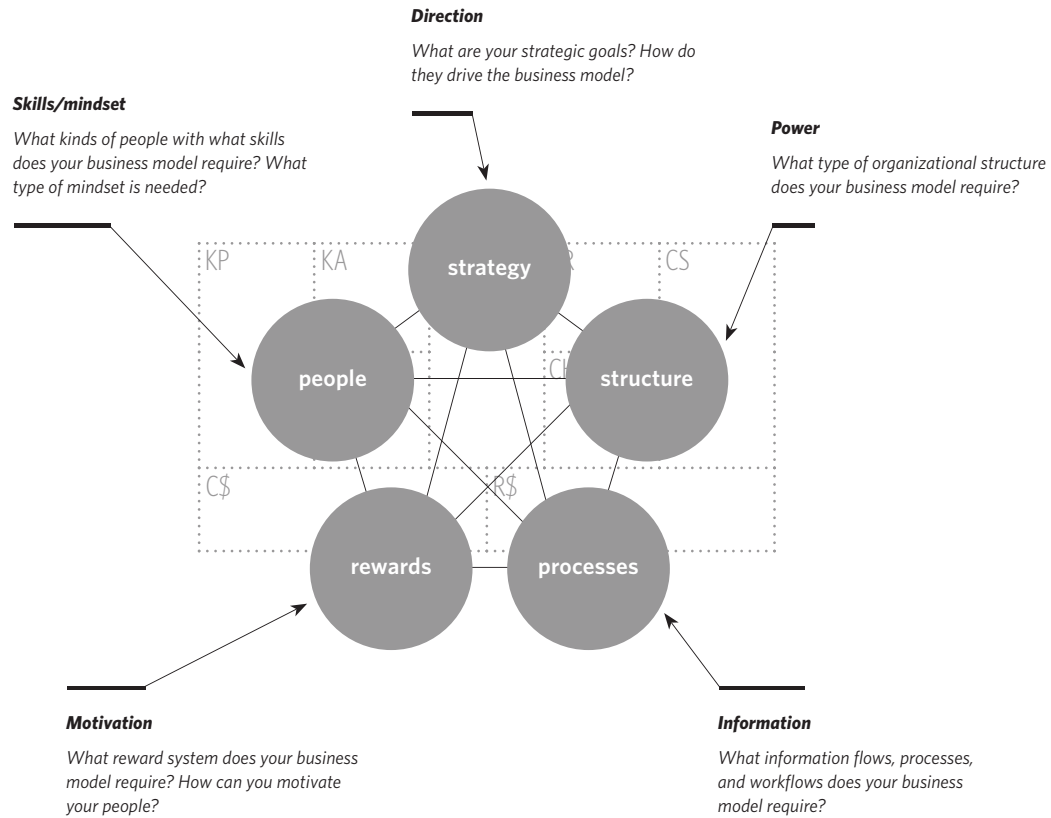 Direction
What are your strategic goals? How do
they drive the business model?
Skills/mindset
What kinds of people with what skills
does your business model require? What
type of mindset is needed?
Power
What type of organizational structure
does your business model require?
KP
KA
CS
strategy
people
structure
C$
R$
rewards
processes
Motivation
What reward system does your business
model require? How can you motivate
your people?
Information
What information flows, processes,
and workflows does your business
model require?